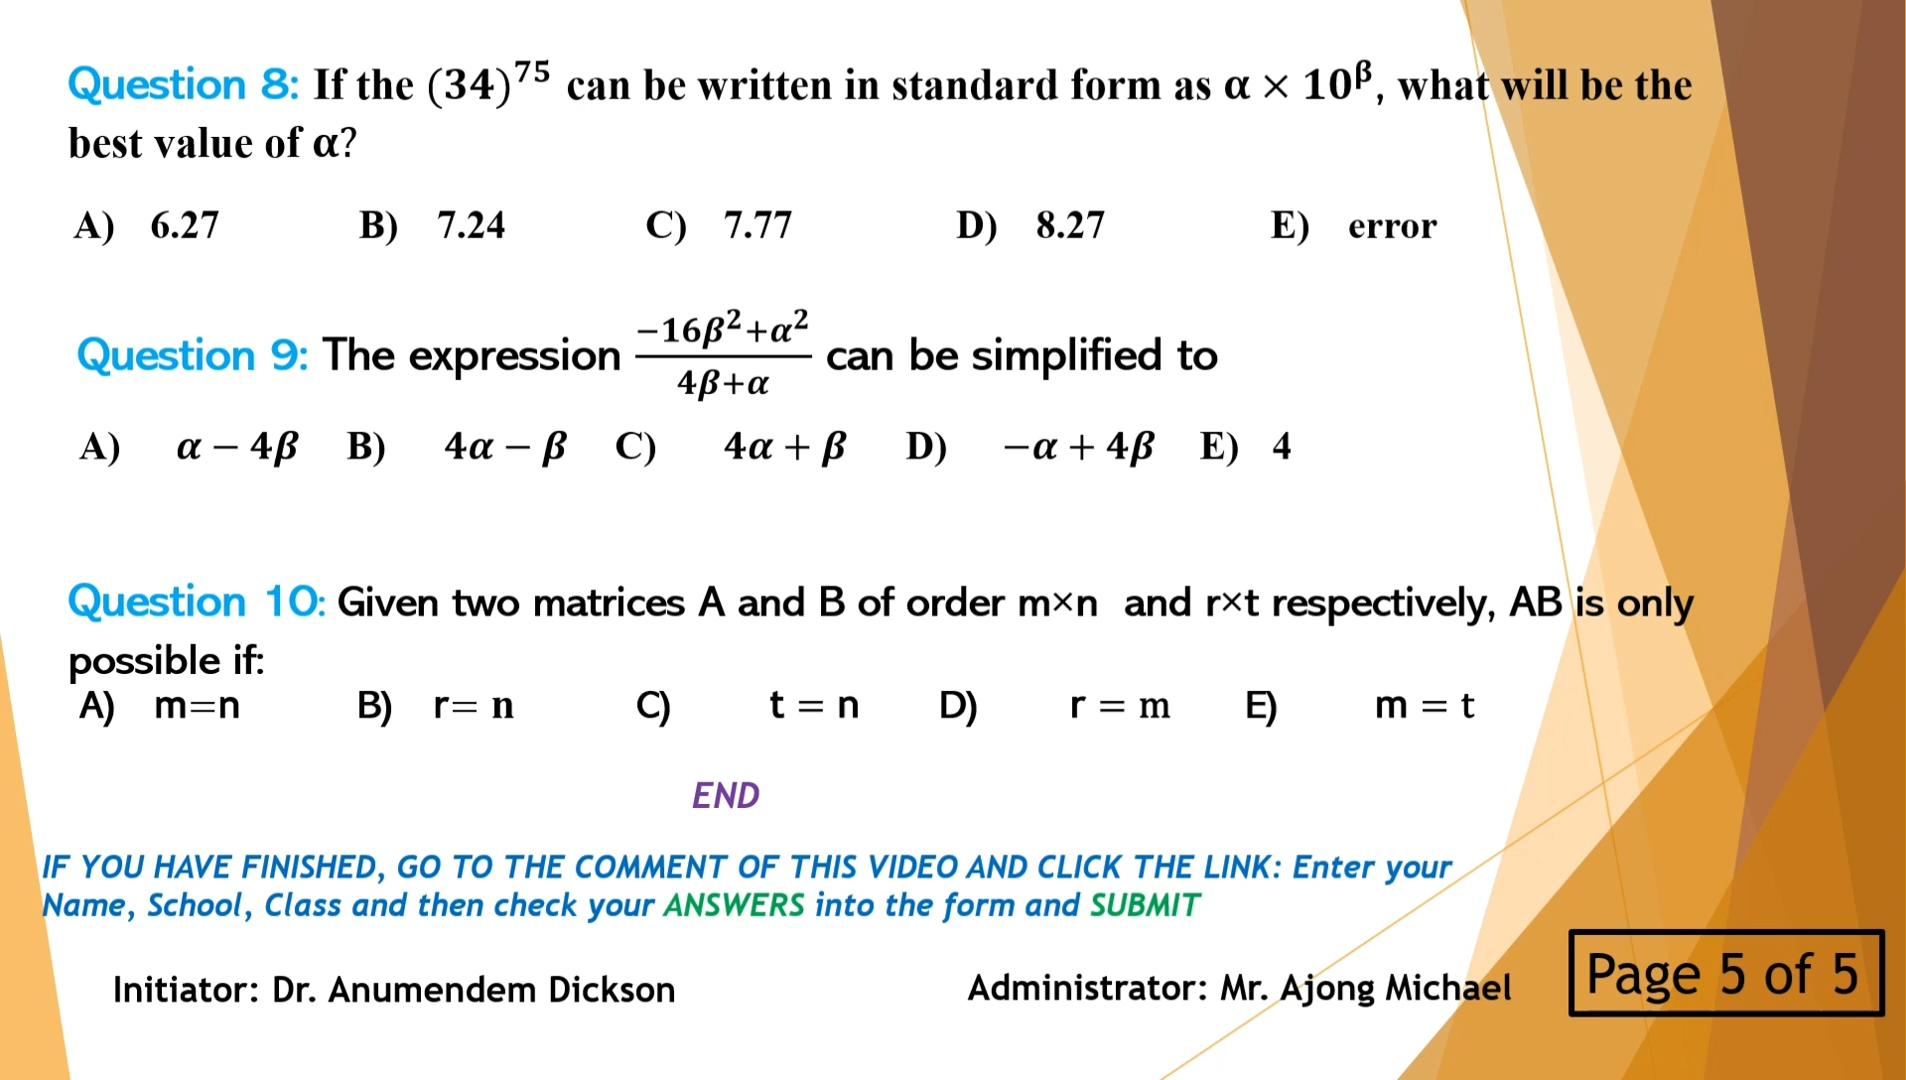 Question 8: If the (34)⁷⁵ can be written in standard form as α × 10ᵝ, what will be the
best value of α?
A) 6.27 B) 7.24 C) 7.77 D) 8.27 E) error
Question 9: The expression (−16β²+α²)/(4β+α) can be simplified to
A) α − 4β B) 4α − β C) 4α + β D) −α + 4β E) 4
Question 10: Given two matrices A and B of order m×n and r×t respectively, AB is only
possible if:
A) m=n B) r= n C) t = n D) r = m E) m = t
END
IF YOU HAVE FINISHED, GO TO THE COMMENT OF THIS VIDEO AND CLICK THE LINK: Enter your
Name, School, Class and then check your ANSWERS into the form and SUBMIT
Initiator: Dr. Anumendem Dickson Administrator: Mr. Ajong Michael
Page 5 of 5